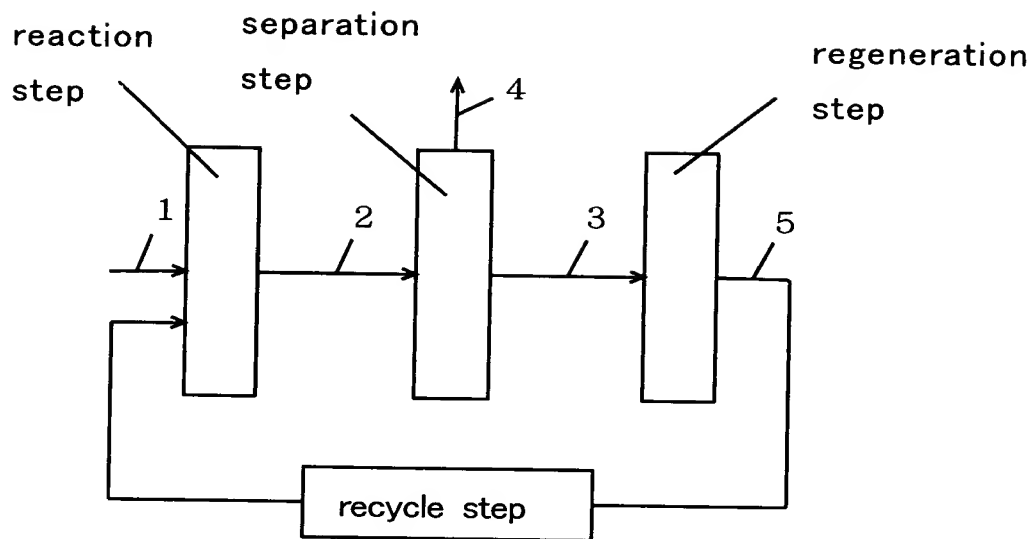 reaction
step
separation
step
regeneration
step
4
1
2
3
5
recycle step